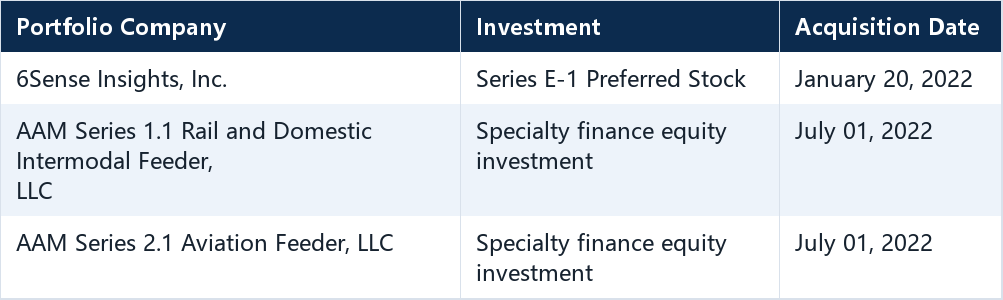 Portfolio Company Investment Acquisition Date
6Sense Insights, Inc. Series E-1 Preferred Stock January 20, 2022
AAM Series 1.1 Rail and Domestic Specialty finance equity July 01, 2022
Intermodal Feeder, investment
LLC
AAM Series 2.1 Aviation Feeder, LLC Specialty finance equity July 01, 2022
investment